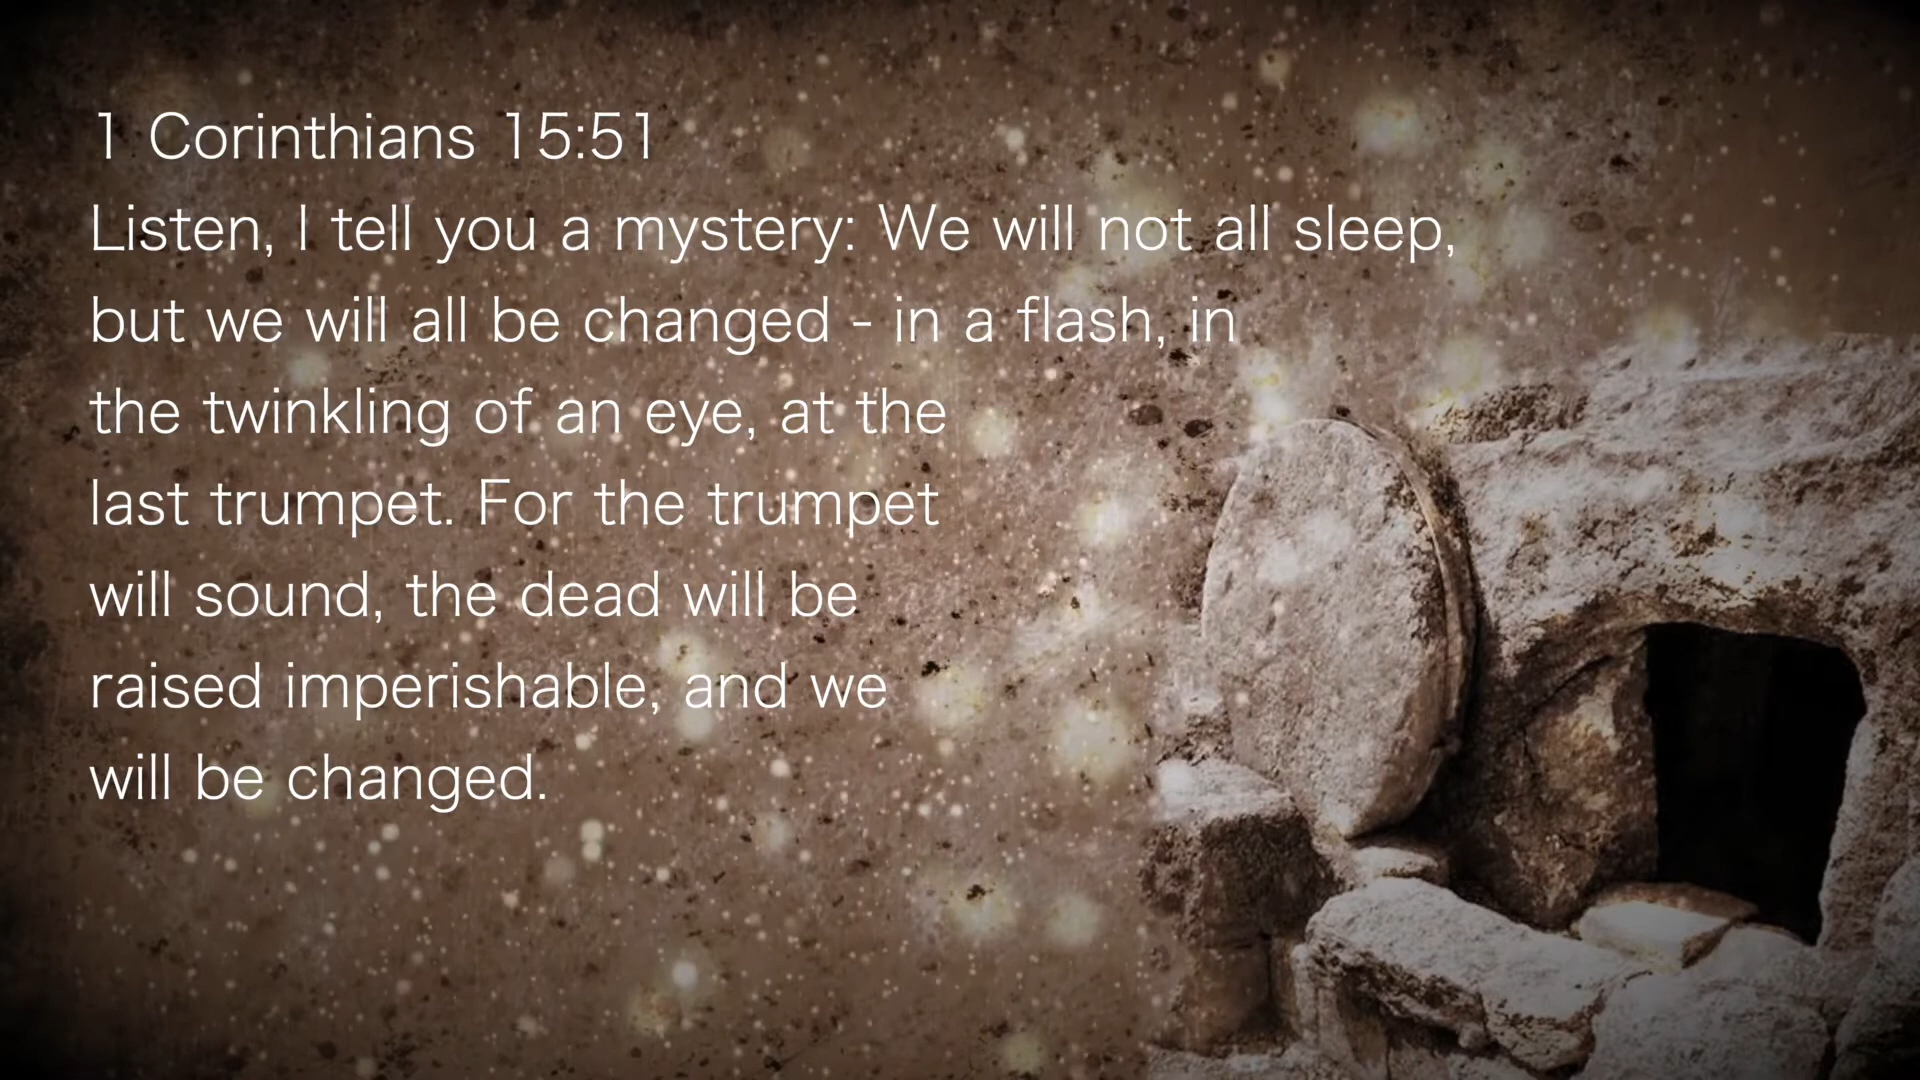 1 Corinthians 15:51
Listen, I tell you a mystery: We will not all sleep,
but we will all be changed - in a flash, in
the twinkling of an eye, at the
last trumpet. For the trumpet
will sound, the dead will be
raised imperishable, and we
will be changed.